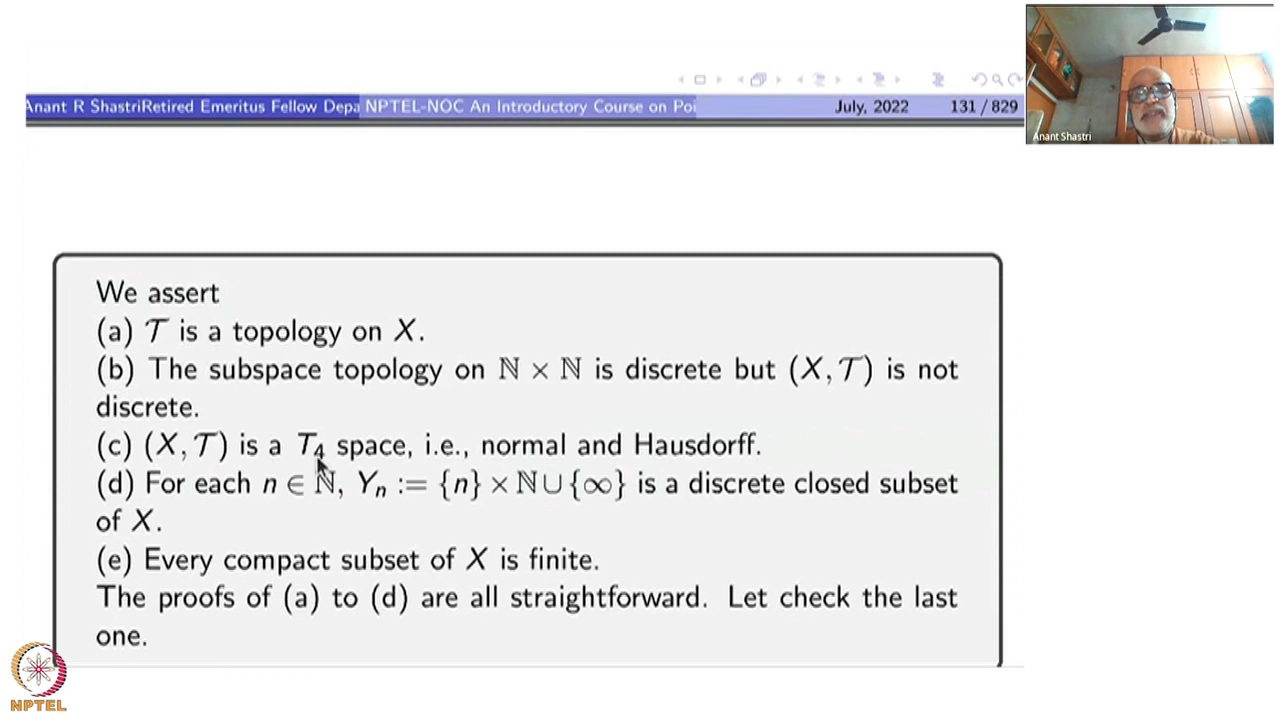 Anant R ShastriRetired Emeritus Fellow Depa NPTEL-NOC An Introductory Course on Poi July, 2022 131 / 829
Anant Shastri
We assert
(a) 𝒯 is a topology on X.
(b) The subspace topology on ℕ × ℕ is discrete but (X, 𝒯) is not
discrete.
(c) (X, 𝒯) is a T₄ space, i.e., normal and Hausdorff.
(d) For each n ∈ ℕ, Yₙ := {n} × ℕ ∪ {∞} is a discrete closed subset
of X.
(e) Every compact subset of X is finite.
The proofs of (a) to (d) are all straightforward. Let check the last
one.
NPTEL